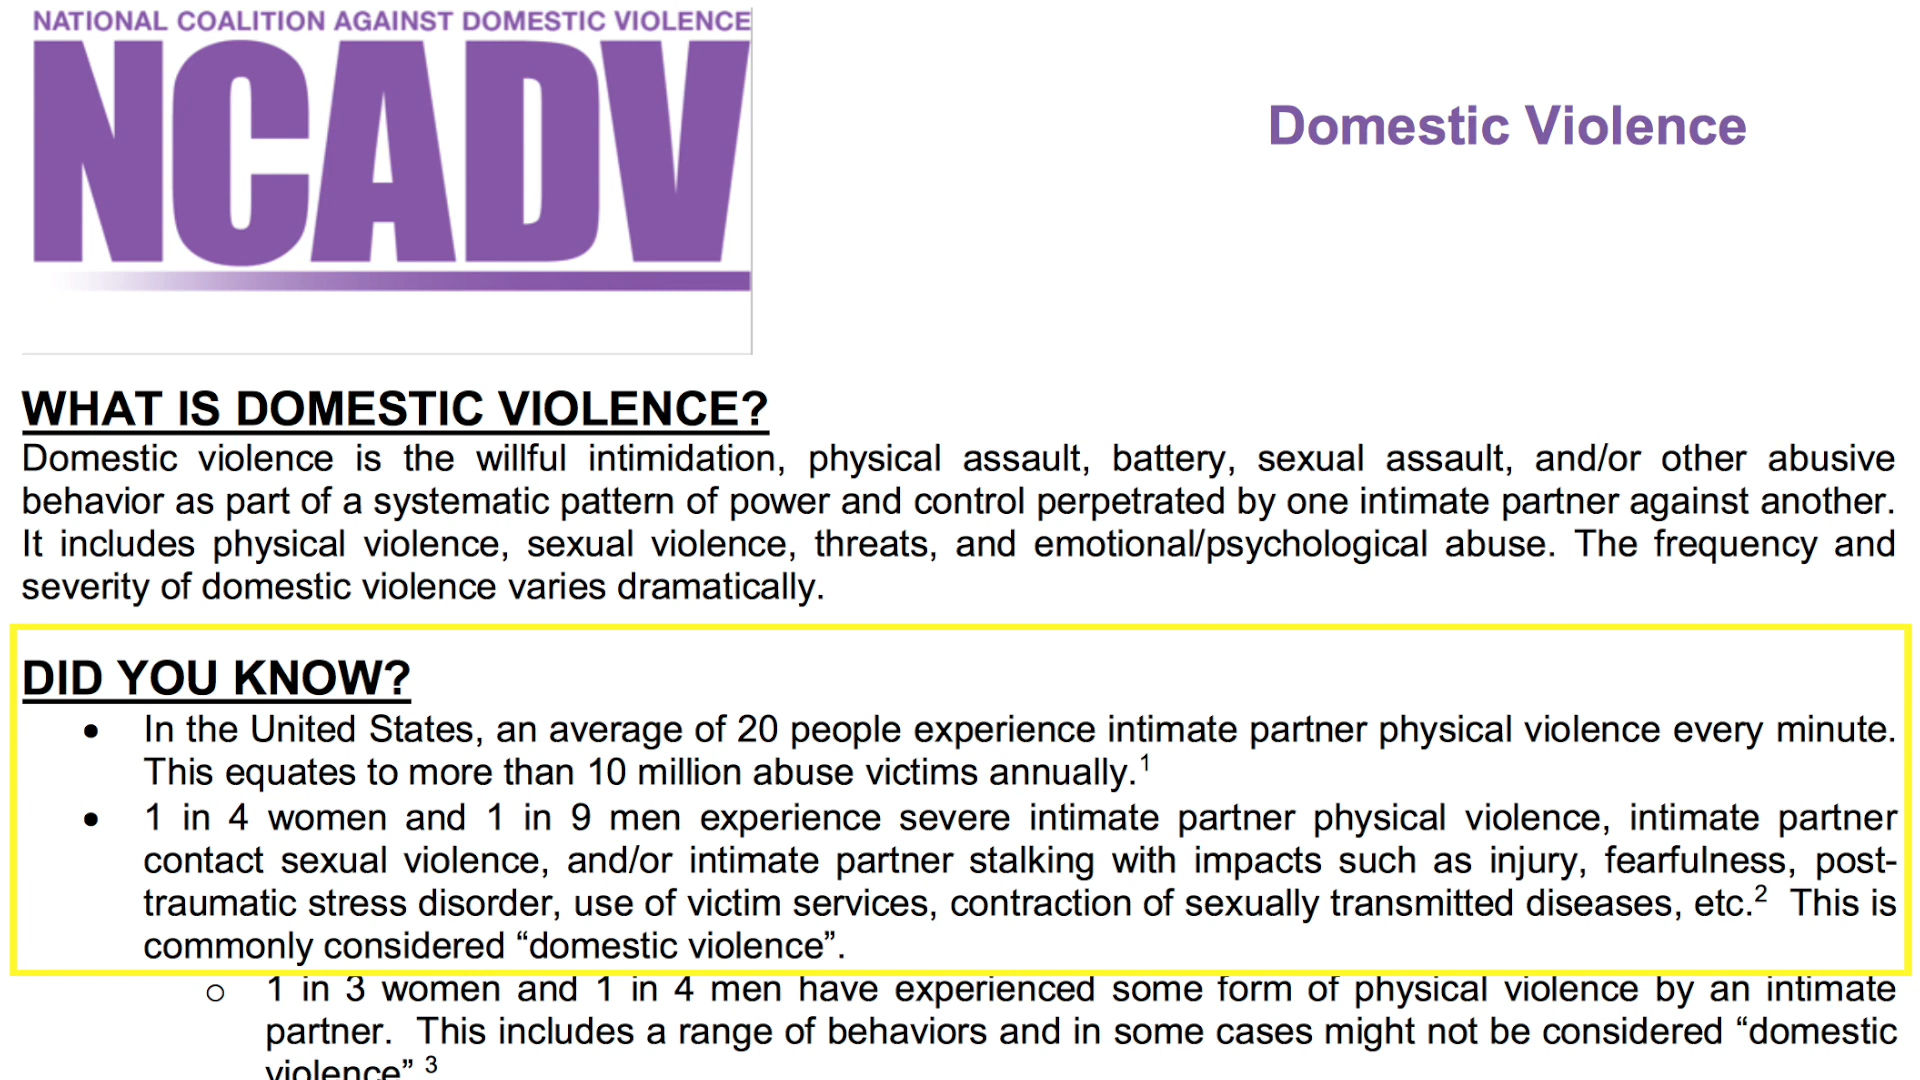 NATIONAL COALITION AGAINST DOMESTIC VIOLENCE
NCADV
Domestic Violence
WHAT IS DOMESTIC VIOLENCE?
Domestic violence is the willful intimidation, physical assault, battery, sexual assault, and/or other abusive
behavior as part of a systematic pattern of power and control perpetrated by one intimate partner against another.
It includes physical violence, sexual violence, threats, and emotional/psychological abuse. The frequency and
severity of domestic violence varies dramatically.
DID YOU KNOW?
• In the United States, an average of 20 people experience intimate partner physical violence every minute.
This equates to more than 10 million abuse victims annually.¹
• 1 in 4 women and 1 in 9 men experience severe intimate partner physical violence, intimate partner
contact sexual violence, and/or intimate partner stalking with impacts such as injury, fearfulness, post-
traumatic stress disorder, use of victim services, contraction of sexually transmitted diseases, etc.² This is
commonly considered “domestic violence”.
○ 1 in 3 women and 1 in 4 men have experienced some form of physical violence by an intimate
partner. This includes a range of behaviors and in some cases might not be considered “domestic
violence” ³